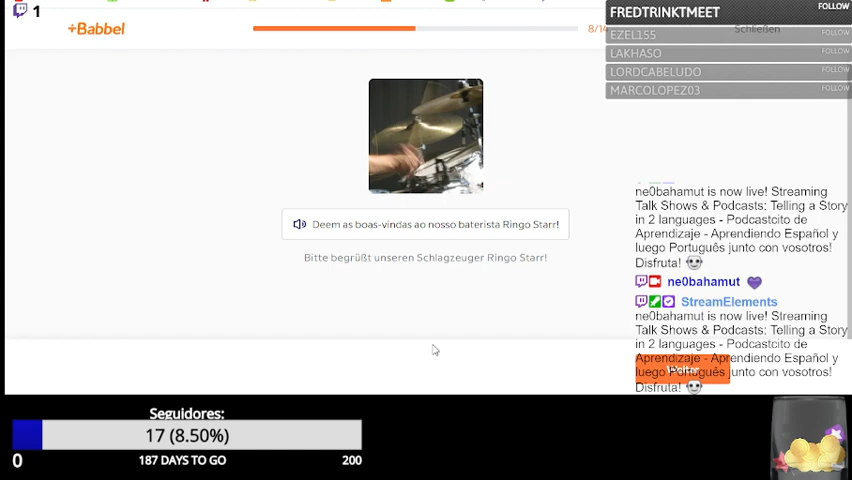 1
FREDTRINKTMEET FOLLOW
+Babbel
8/14
Schließen
EZEL155 FOLLOW
LAKHASO FOLLOW
LORDCABELUDO FOLLOW
MARCOLOPEZ03 FOLLOW
Deem as boas-vindas ao nosso baterista Ringo Starr!
Bitte begrüßt unseren Schlagzeuger Ringo Starr!
ne0bahamut is now live! Streaming
Talk Shows & Podcasts: Telling a Story
in 2 languages - Podcastcito de
Aprendizaje - Aprendiendo Español y
luego Português junto con vosotros!
Disfruta!
ne0bahamut
StreamElements
ne0bahamut is now live! Streaming
Talk Shows & Podcasts: Telling a Story
in 2 languages - Podcastcito de
Aprendizaje - Aprendiendo Español y
luego Português junto con vosotros!
Disfruta!
Weiter
Seguidores:
17 (8.50%)
0 187 DAYS TO GO 200